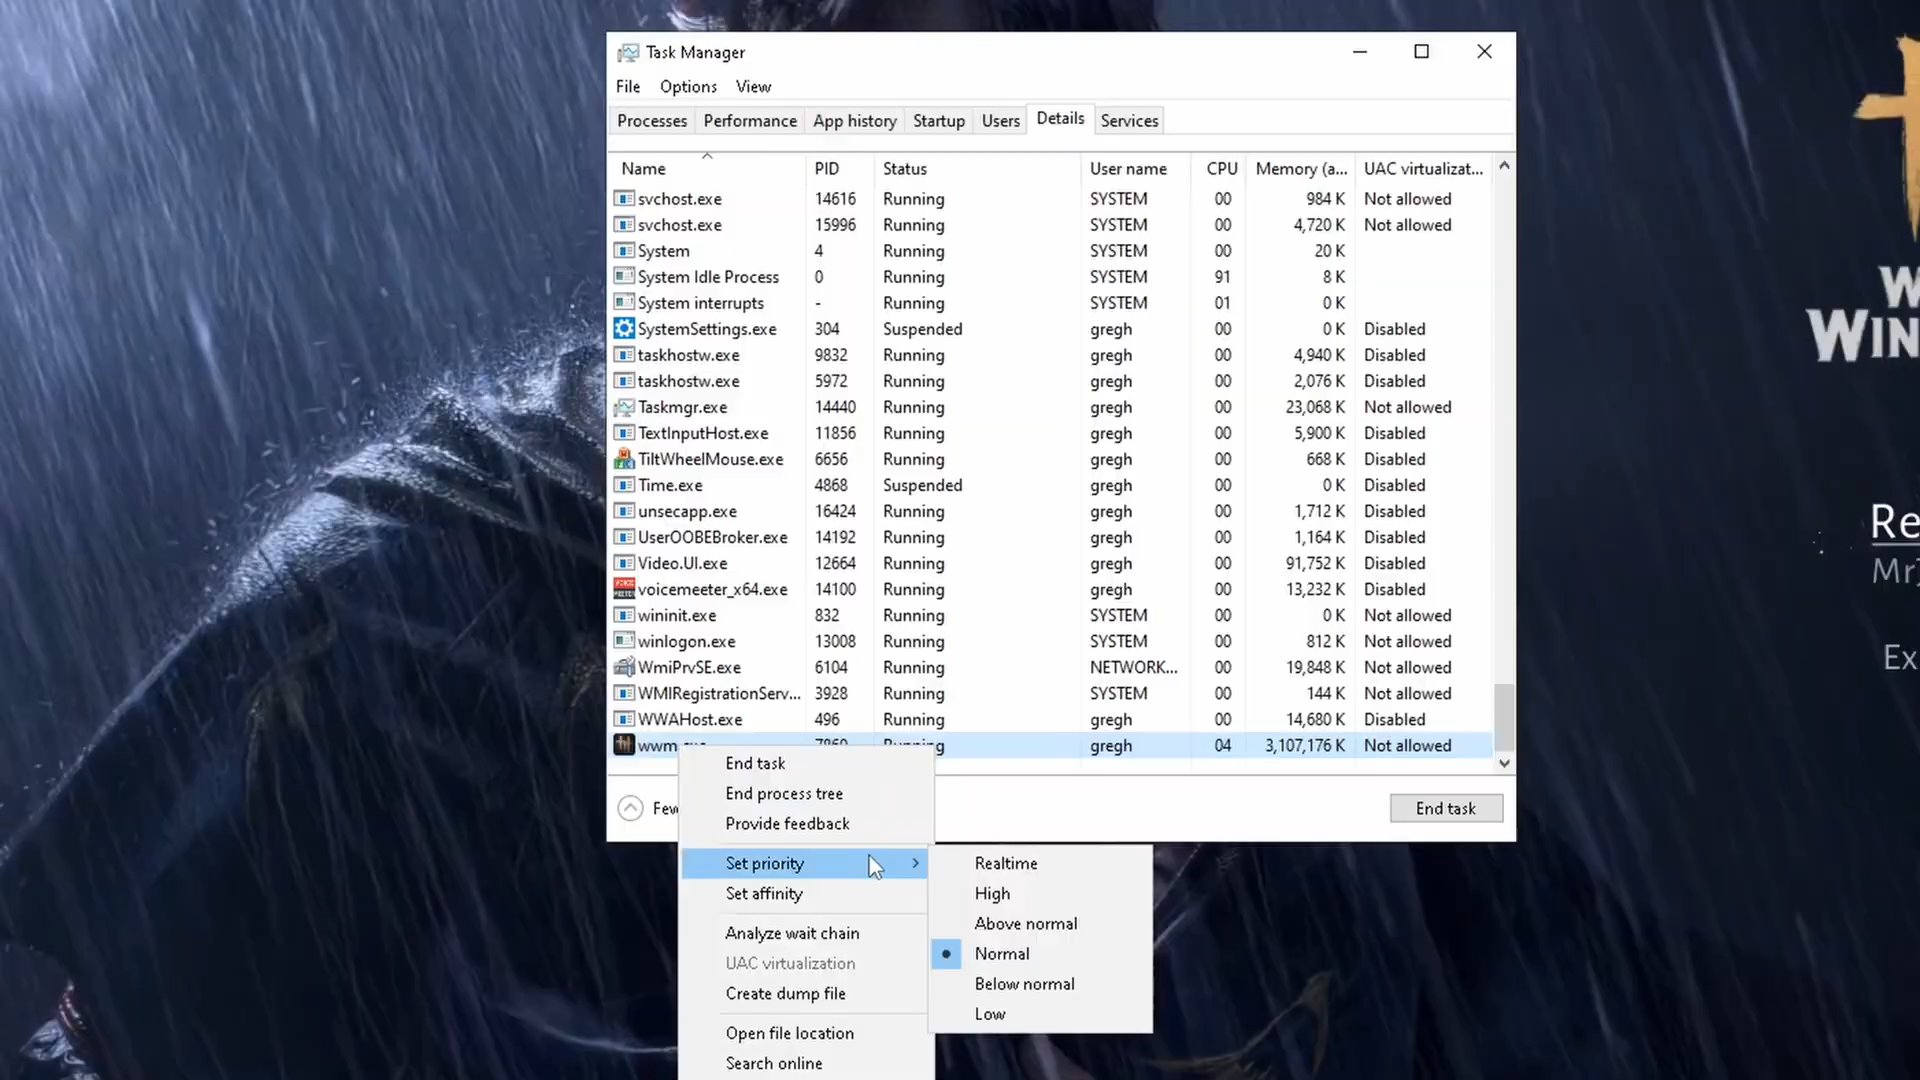 Task Manager
File Options View
Processes Performance App history Startup Users Details Services
Name PID Status User name CPU Memory (a... UAC virtualizat...
svchost.exe 14616 Running SYSTEM 00 984 K Not allowed
svchost.exe 15996 Running SYSTEM 00 4,720 K Not allowed
System 4 Running SYSTEM 00 20 K
System Idle Process 0 Running SYSTEM 91 8 K
System interrupts - Running SYSTEM 01 0 K
SystemSettings.exe 304 Suspended gregh 00 0 K Disabled
taskhostw.exe 9832 Running gregh 00 4,940 K Disabled
taskhostw.exe 5972 Running gregh 00 2,076 K Disabled
Taskmgr.exe 14440 Running gregh 00 23,068 K Not allowed
TextInputHost.exe 11856 Running gregh 00 5,900 K Disabled
TiltWheelMouse.exe 6656 Running gregh 00 668 K Disabled
Time.exe 4868 Suspended gregh 00 0 K Disabled
unsecapp.exe 16424 Running gregh 00 1,712 K Disabled
UserOOBEBroker.exe 14192 Running gregh 00 1,164 K Disabled
Video.UI.exe 12664 Running gregh 00 91,752 K Disabled
voicemeeter_x64.exe 14100 Running gregh 00 13,232 K Disabled
wininit.exe 832 Running SYSTEM 00 0 K Not allowed
winlogon.exe 13008 Running SYSTEM 00 812 K Not allowed
WmiPrvSE.exe 6104 Running NETWORK... 00 19,848 K Not allowed
WMIRegistrationServ... 3928 Running SYSTEM 00 144 K Not allowed
WWAHost.exe 496 Running gregh 00 14,680 K Disabled
wwm.exe Running gregh 04 3,107,176 K Not allowed
Few
End task
End task
End process tree
Provide feedback
Set priority
Set affinity
Analyze wait chain
UAC virtualization
Create dump file
Open file location
Search online
Realtime
High
Above normal
Normal
Below normal
Low
W
WIN
Re
Mr
Ex